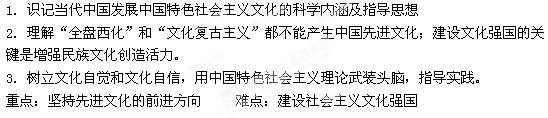 1. 识记当代中国发展中国特色社会主义文化的科学内涵及指导思想
2. 理解“全盘西化”和“文化复古主义”都不能产生中国先进文化；建设文化强国的关
键是增强民族文化创造活力。
3. 树立文化自觉和文化自信，用中国特色社会主义理论武装头脑，指导实践。
重点：坚持先进文化的前进方向 难点：建设社会主义文化强国